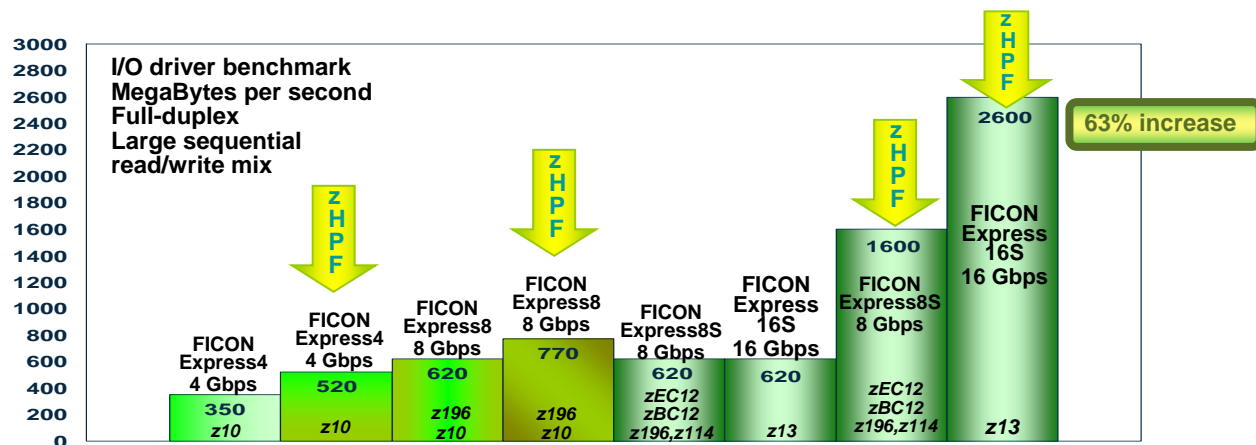 3000
2800
2600
2400
2200
2000
1800
1600
1400
1200
1000
800
600
400
200
0
I/O driver benchmark
MegaBytes per second
Full-duplex
Large sequential
read/write mix
FICON
Express4
4 Gbps
350
z10
z
H
P
F
FICON
Express4
4 Gbps
520
z10
FICON
Express8
8 Gbps
620
z196
z10
z
H
P
F
FICON
Express8
8 Gbps
770
z196
z10
FICON
Express8S
8 Gbps
620
zEC12
zBC12
z196,z114
FICON
Express
16S
16 Gbps
620
z13
z
H
P
F
1600
FICON
Express8S
8 Gbps
zEC12
zBC12
z196,z114
z
H
P
F
2600
FICON
Express
16S
16 Gbps
z13
63% increase